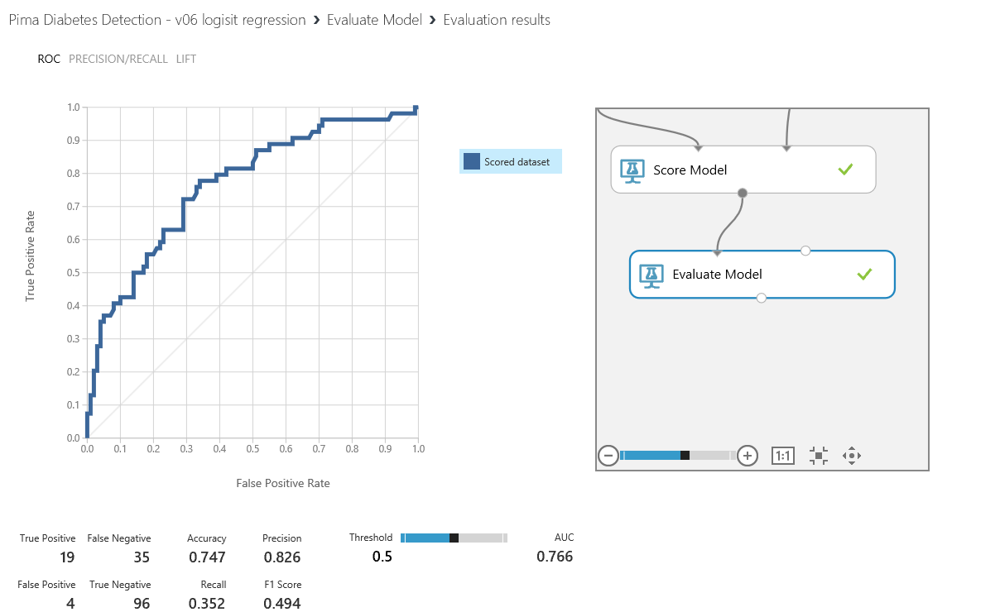 Pima Diabetes Detection - v06 logisit regression › Evaluate Model › Evaluation results
ROC PRECISION/RECALL LIFT
1.0
0.9
0.8
0.7
0.6
0.5
0.4
0.3
0.2
0.1
0.0
True Positive Rate
0.0 0.1 0.2 0.3 0.4 0.5 0.6 0.7 0.8 0.9 1.0
False Positive Rate
Scored dataset
Score Model
Evaluate Model
1:1
True Positive False Negative Accuracy Precision Threshold AUC
19 35 0.747 0.826 0.5 0.766
False Positive True Negative Recall F1 Score
4 96 0.352 0.494